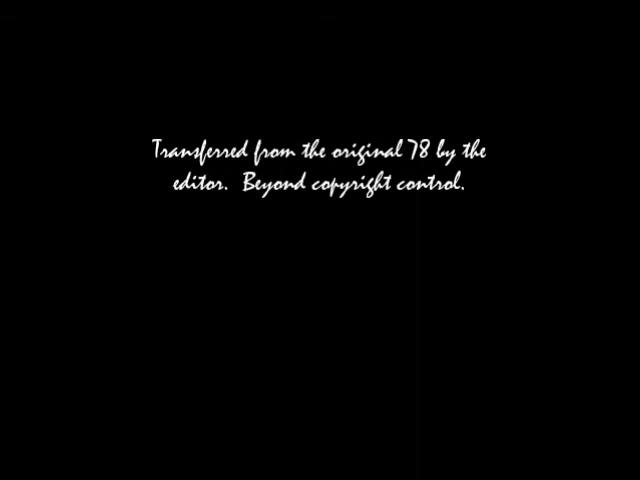 Transferred from the original 78 by the
editor. Beyond copyright control.